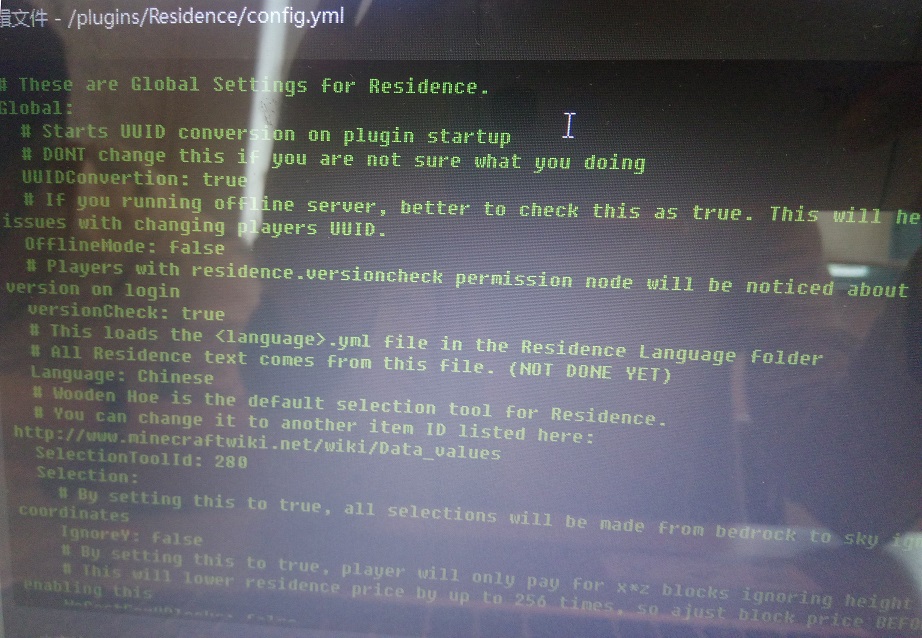 辑文件 - /plugins/Residence/config.yml
# These are Global Settings for Residence.
Global:
# Starts UUID conversion on plugin startup
# DONT change this if you are not sure what you doing
UUIDConvertion: true
# If you running offline server, better to check this as true. This will he
issues with changing players UUID.
OfflineMode: false
# Players with residence.versioncheck permission node will be noticed about
version on login
versionCheck: true
# This loads the <language>.yml file in the Residence Language folder
# All Residence text comes from this file. (NOT DONE YET)
Language: Chinese
# Wooden Hoe is the default selection tool for Residence.
# You can change it to another item ID listed here:
http://www.minecraftwiki.net/wiki/Data_values
SelectionToolId: 280
Selection:
# By setting this to true, all selections will be made from bedrock to sky ign
coordinates
IgnoreY: false
# By setting this to true, player will only pay for x*z blocks ignoring height
# This will lower residence price by up to 256 times, so ajust block price BEFO
enabling this